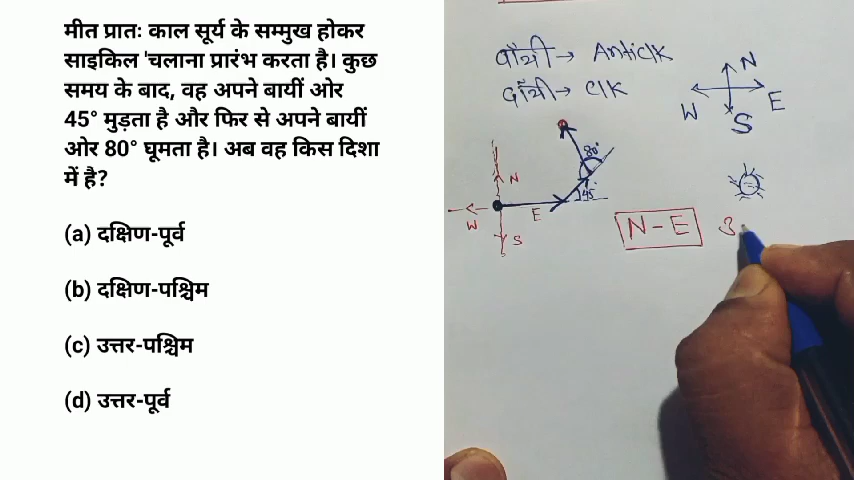 मीत प्रातः काल सूर्य के सम्मुख होकर
साइकिल 'चलाना प्रारंभ करता है। कुछ
समय के बाद, वह अपने बायीं ओर
45° मुड़ता है और फिर से अपने बायीं
ओर 80° घूमता है। अब वह किस दिशा
में है?
(a) दक्षिण-पूर्व
(b) दक्षिण-पश्चिम
(c) उत्तर-पश्चिम
(d) उत्तर-पूर्व
बाँयी → Anticlk
दाँयी → Clk
N
W
E
S
80°
45°
N
E
W
S
N-E